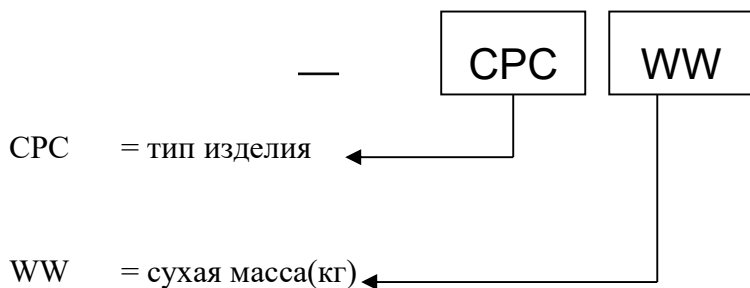 — CPC WW
CPC = тип изделия
WW = сухая масса(кг)